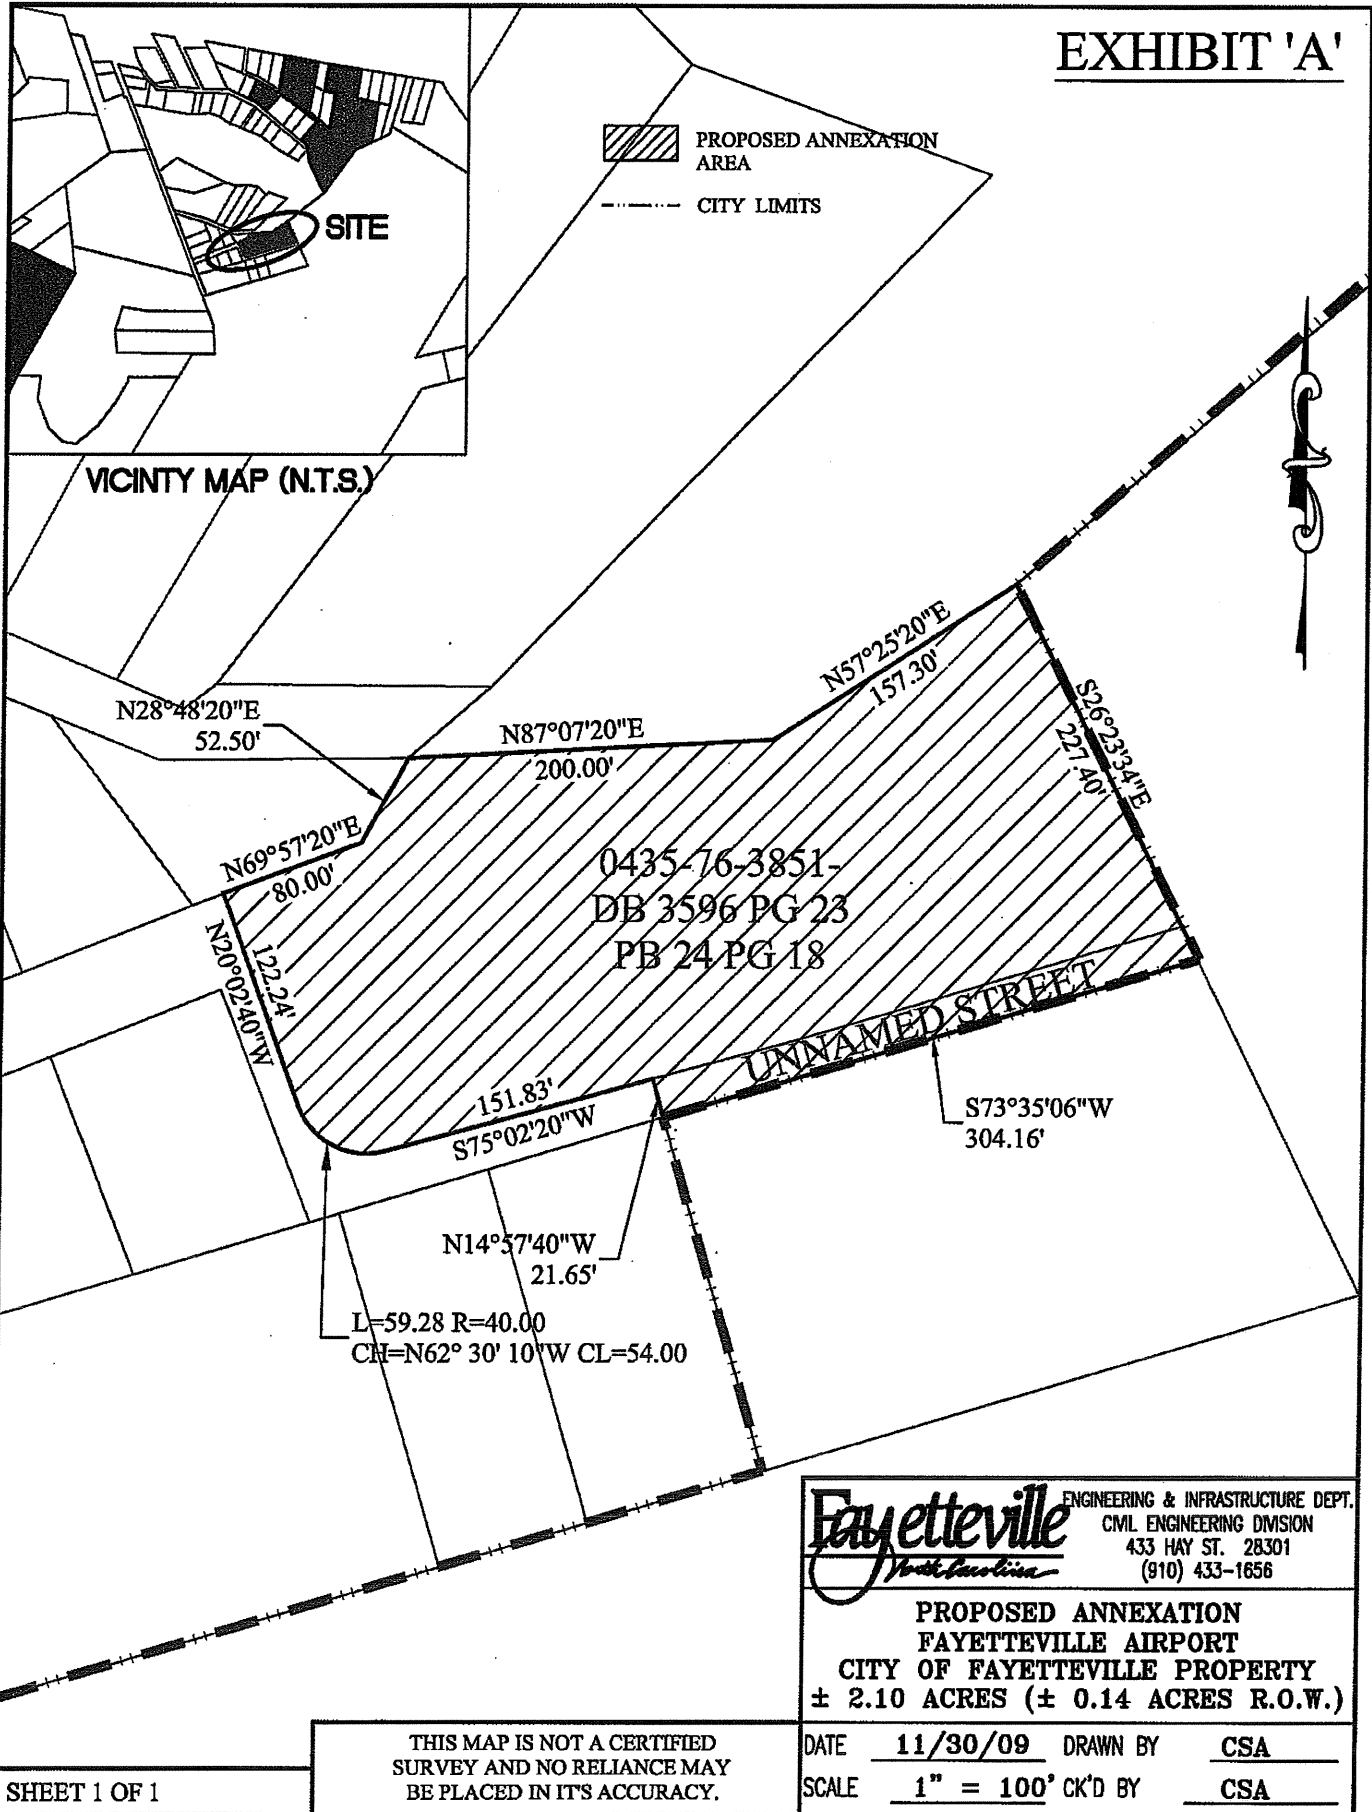 EXHIBIT 'A'
PROPOSED ANNEXATION
AREA
CITY LIMITS
SITE
VICINTY MAP (N.T.S.)
N57°25'20"E
157.30'
N28°48'20"E
52.50'
N87°07'20"E
200.00'
S26°23'34"E
227.40'
N69°57'20"E
80.00'
0435-76-3851-
DB 3596 PG 23
PB 24 PG 18
N20°02'40"W
122.24'
UNNAMED STREET
151.83'
S75°02'20"W
S73°35'06"W
304.16'
N14°57'40"W
21.65'
L=59.28 R=40.00
CH=N62° 30' 10"W CL=54.00
Fayetteville
North Carolina
ENGINEERING & INFRASTRUCTURE DEPT.
CIVIL ENGINEERING DIVISION
433 HAY ST. 28301
(910) 433-1656
PROPOSED ANNEXATION
FAYETTEVILLE AIRPORT
CITY OF FAYETTEVILLE PROPERTY
± 2.10 ACRES (± 0.14 ACRES R.O.W.)
DATE 11/30/09 DRAWN BY CSA
SCALE 1" = 100' CK'D BY CSA
THIS MAP IS NOT A CERTIFIED
SURVEY AND NO RELIANCE MAY
BE PLACED IN IT'S ACCURACY.
SHEET 1 OF 1